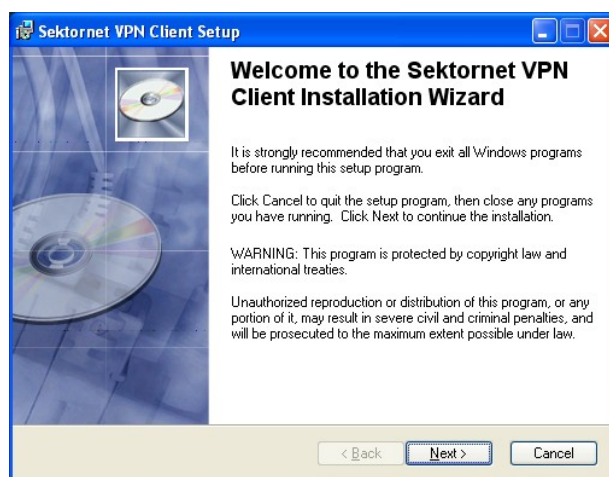 Sektornet VPN Client Setup
Welcome to the Sektornet VPN
Client Installation Wizard
It is strongly recommended that you exit all Windows programs
before running this setup program.
Click Cancel to quit the setup program, then close any programs
you have running. Click Next to continue the installation.
WARNING: This program is protected by copyright law and
international treaties.
Unauthorized reproduction or distribution of this program, or any
portion of it, may result in severe civil and criminal penalties, and
will be prosecuted to the maximum extent possible under law.
< Back Next > Cancel